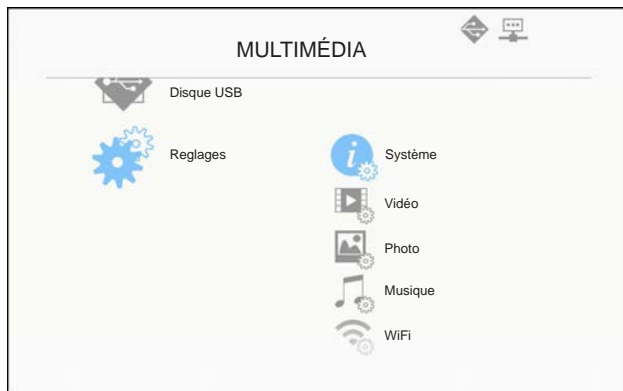 MULTIMÉDIA
Disque USB
Reglages
Système
Vidéo
Photo
Musique
WiFi